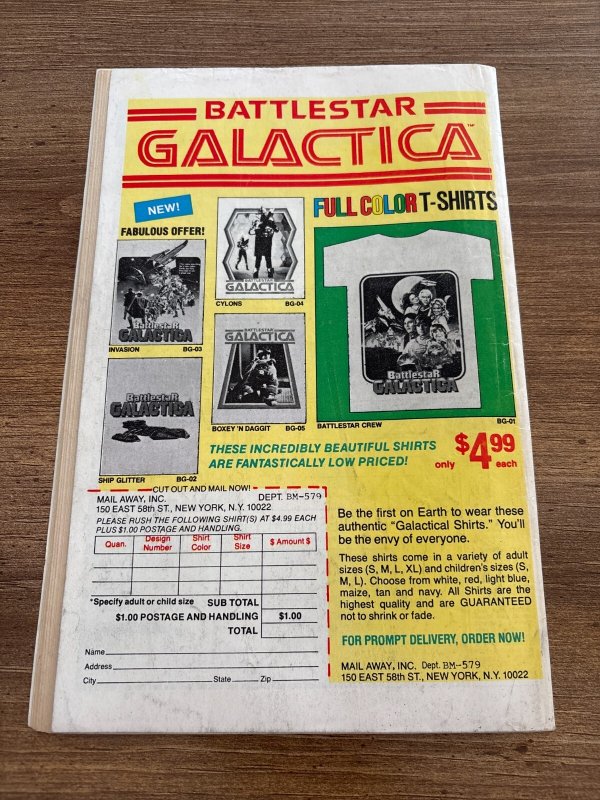 BATTLESTAR
GALACTICA™
NEW!
FABULOUS OFFER!
FULL COLOR T-SHIRTS
Battlestar
GALACTICA
INVASION BG-03
GALACTICA
CYLONS BG-04
BATTLESTAR
GALACTICA
BOXEY 'N DAGGIT BG-05
Battlestar
GALACTICA
SHIP GLITTER BG-02
Battlestar
GALACTICA
BATTLESTAR CREW BG-01
THESE INCREDIBLY BEAUTIFUL SHIRTS
ARE FANTASTICALLY LOW PRICED!
only $4.99 each
CUT OUT AND MAIL NOW!
MAIL AWAY, INC. DEPT. BM-579
150 EAST 58th ST., NEW YORK, N.Y. 10022
PLEASE RUSH THE FOLLOWING SHIRT(S) AT $4.99 EACH
PLUS $1.00 POSTAGE AND HANDLING.
Quan. Design Number Shirt Color Shirt Size $ Amount $
*Specify adult or child size SUB TOTAL
$1.00 POSTAGE AND HANDLING $1.00
TOTAL
Name
Address
City State Zip
Be the first on Earth to wear these
authentic "Galactical Shirts." You'll
be the envy of everyone.
These shirts come in a variety of adult
sizes (S, M, L, XL) and children's sizes (S,
M, L). Choose from white, red, light blue,
maize, tan and navy. All Shirts are the
highest quality and are GUARANTEED
not to shrink or fade.
FOR PROMPT DELIVERY, ORDER NOW!
MAIL AWAY, INC. Dept. BM-579
150 EAST 58th ST., NEW YORK, N.Y. 10022